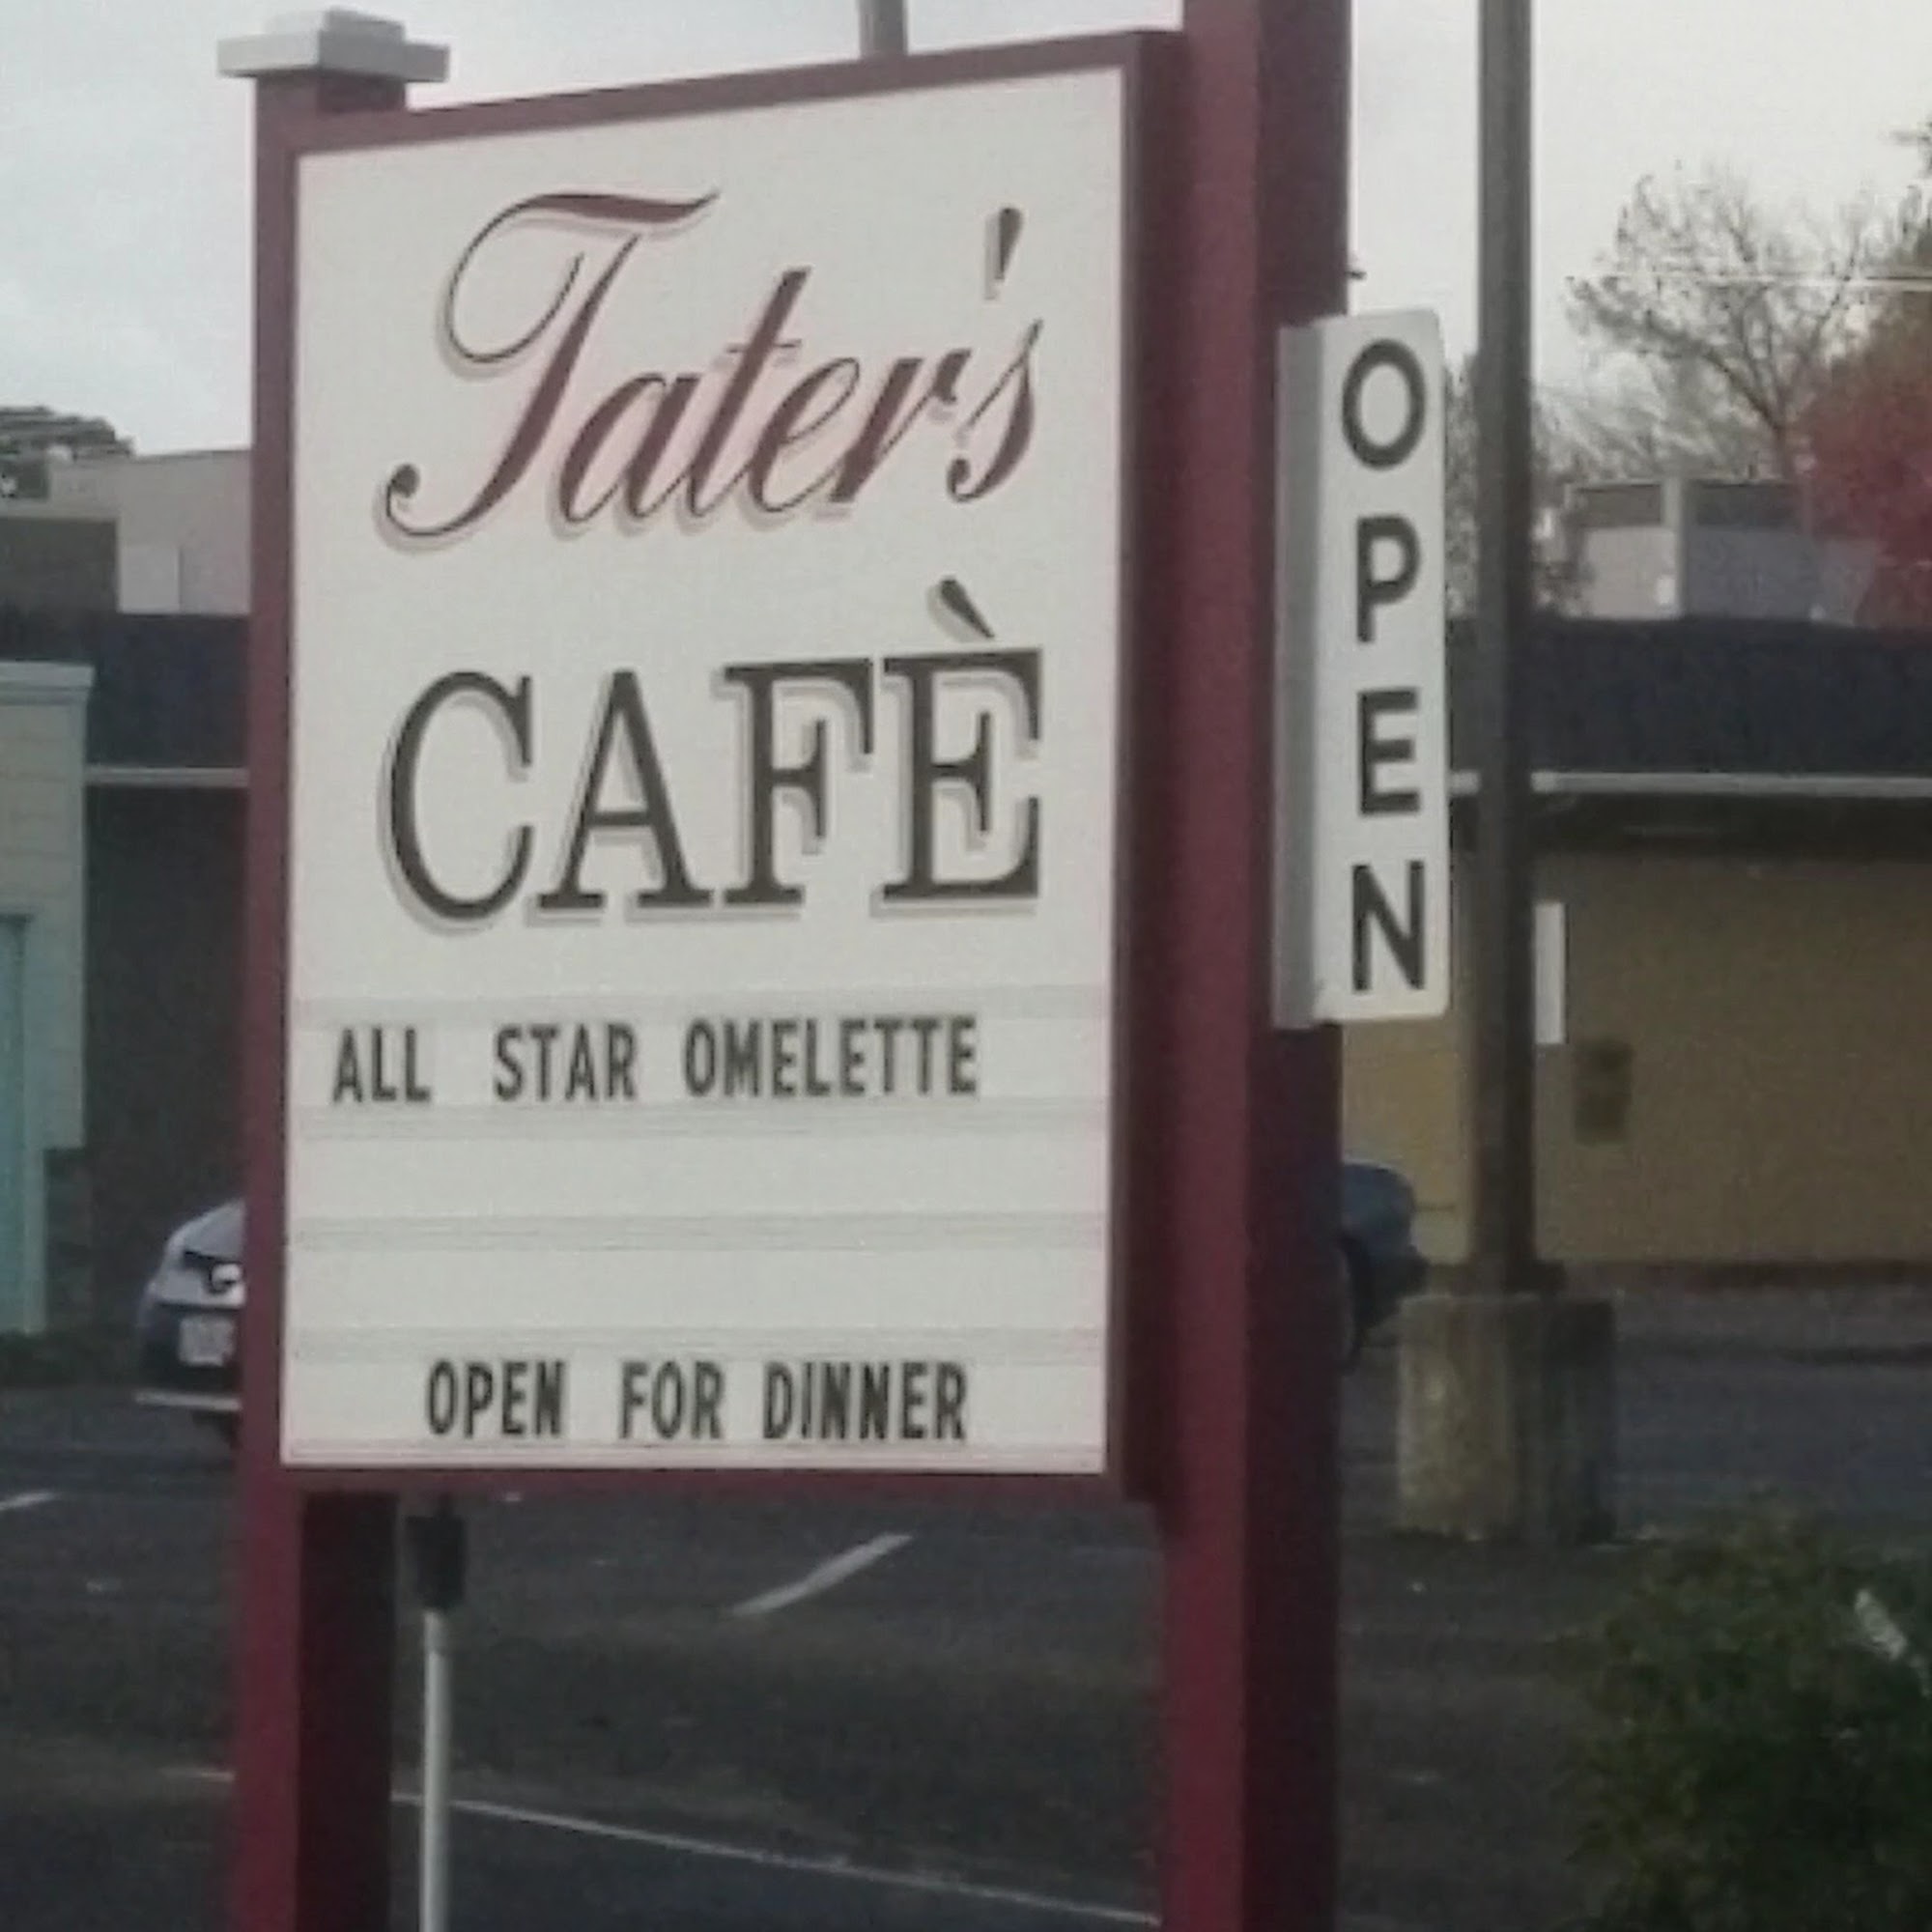 Tater's
CAFÈ
ALL STAR OMELETTE
OPEN FOR DINNER
OPEN